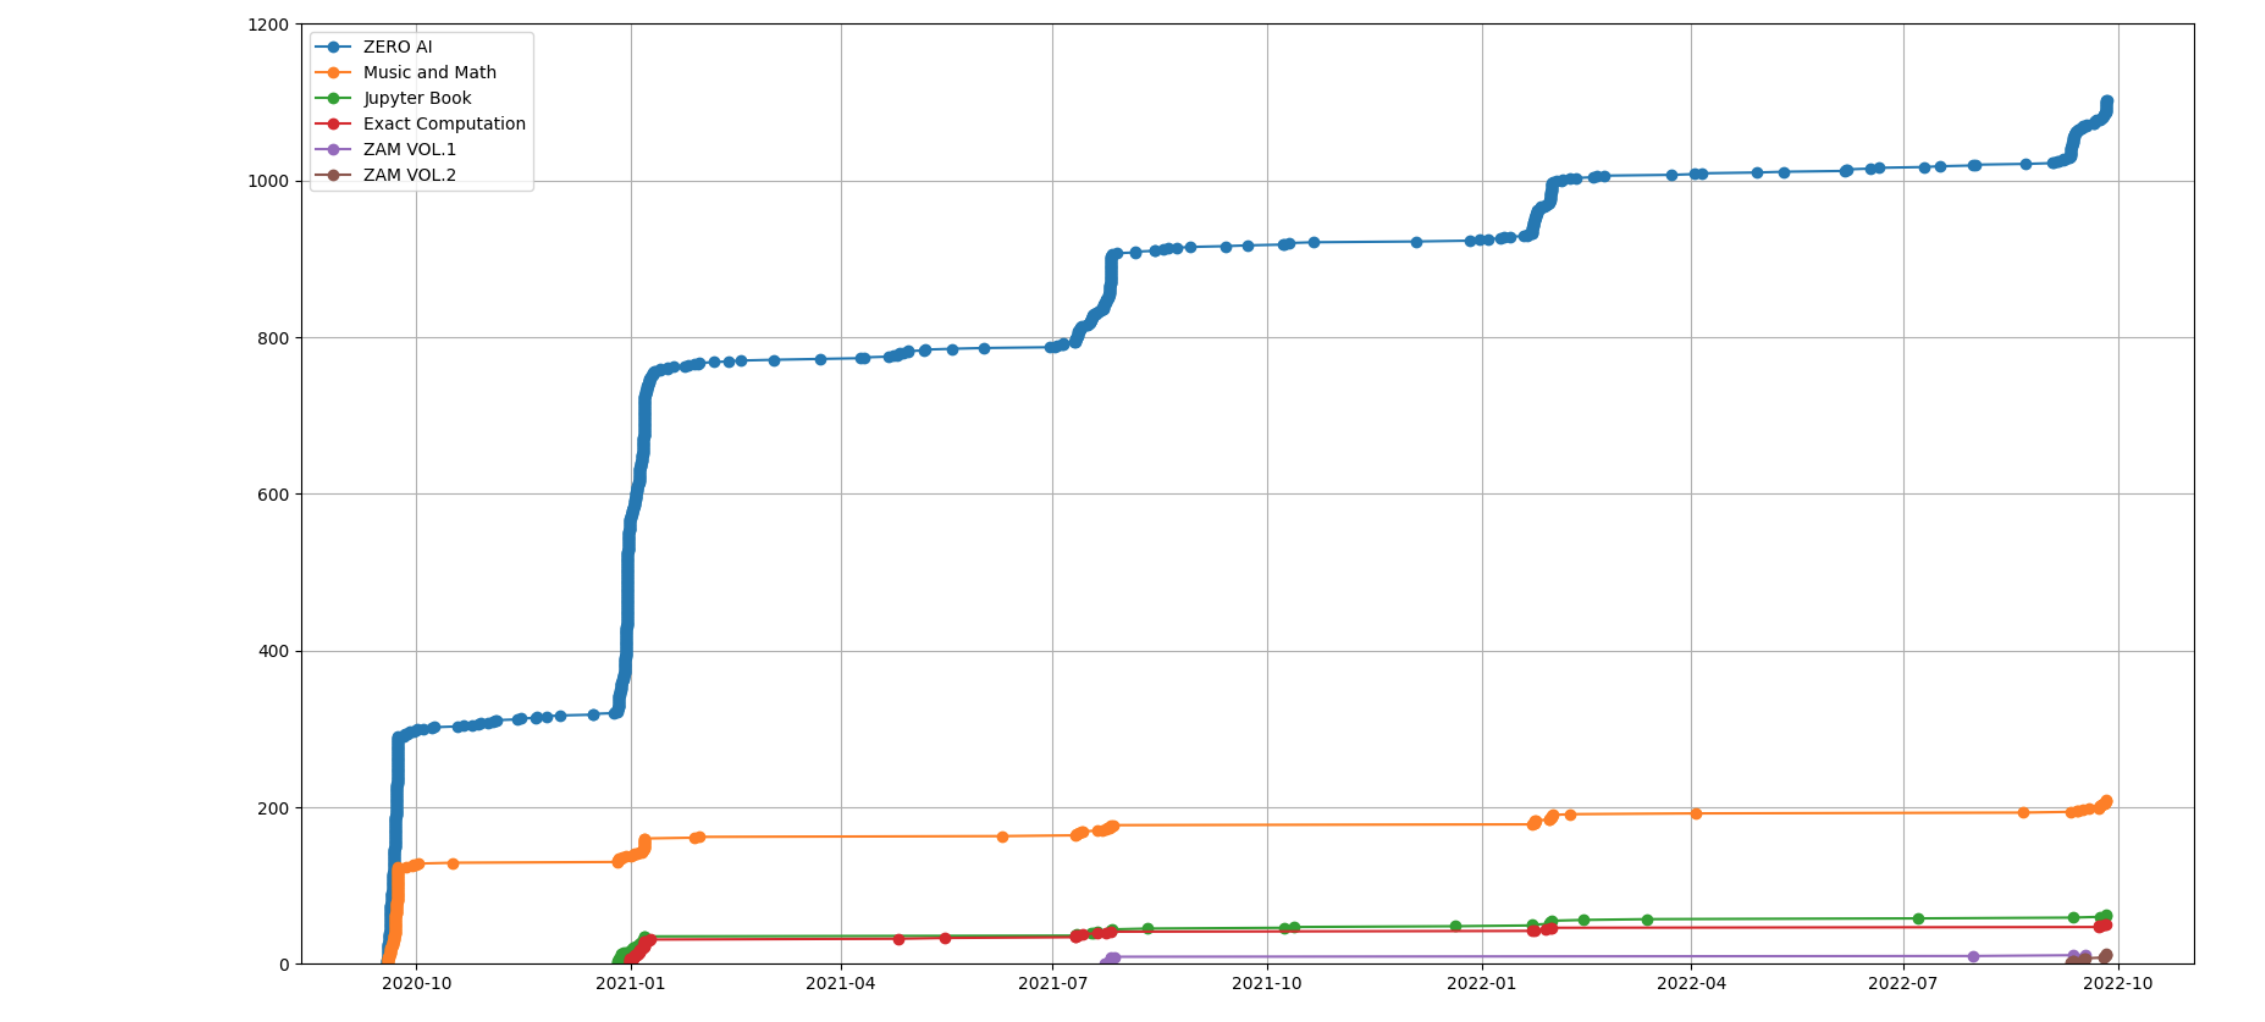 1200
1000
800
600
400
200
0
ZERO AI
Music and Math
Jupyter Book
Exact Computation
ZAM VOL.1
ZAM VOL.2
2020-10 2021-01 2021-04 2021-07 2021-10 2022-01 2022-04 2022-07 2022-10